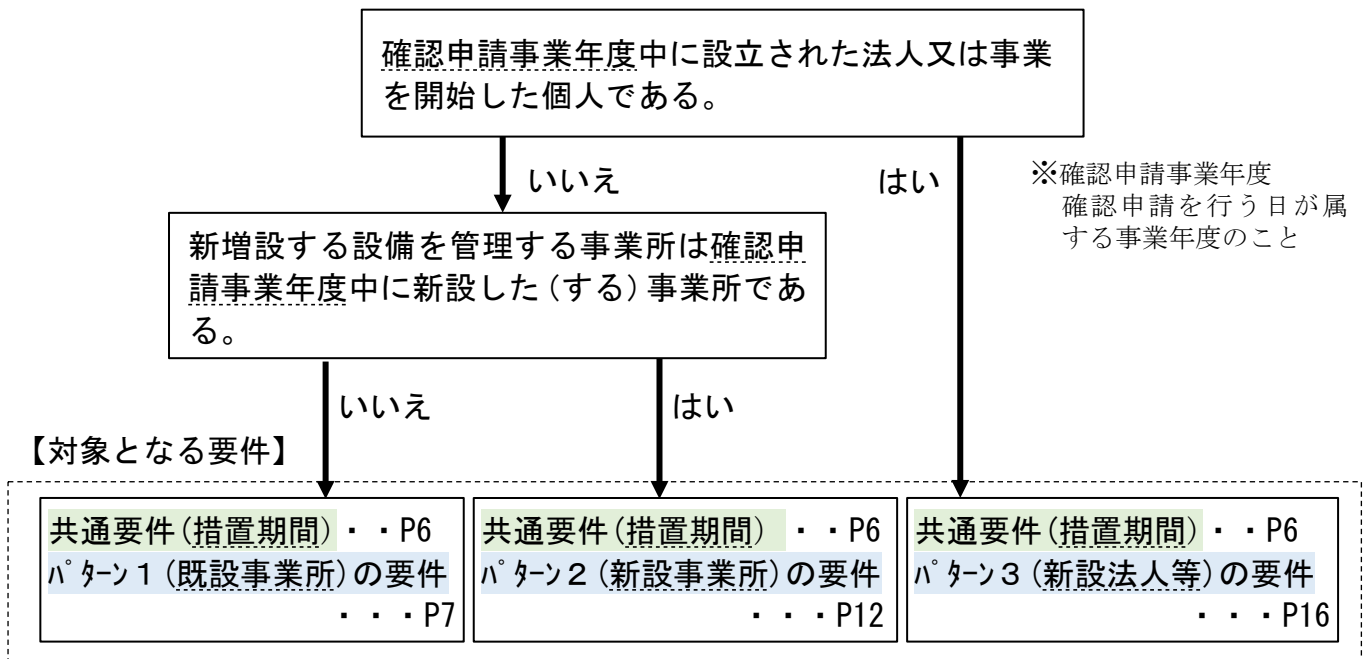 確認申請事業年度中に設立された法人又は事業
を開始した個人である。
いいえ
はい
※確認申請事業年度
確認申請を行う日が属
する事業年度のこと
新増設する設備を管理する事業所は確認申
請事業年度中に新設した(する)事業所であ
る。
いいえ
はい
【対象となる要件】
共通要件(措置期間)・・P6
ﾊﾟﾀｰﾝ1(既設事業所)の要件
・・・P7
共通要件(措置期間) ・・P6
ﾊﾟﾀｰﾝ2(新設事業所)の要件
・・・P12
共通要件(措置期間)・・P6
ﾊﾟﾀｰﾝ3(新設法人等)の要件
・・・P16